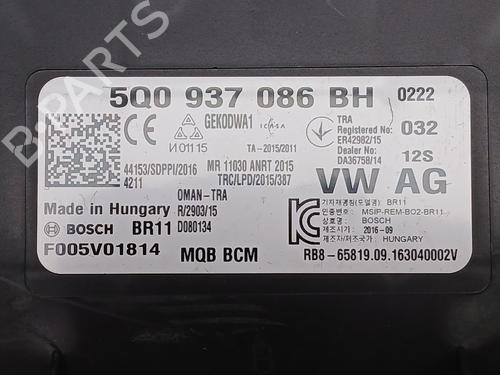 5Q0 937 086 BH 0222
GEKODWA1 ICASA
N01115 TA-2015/2011
TRA
Registered No:
ER42982/15
Dealer No:
DA36758/14
032
12S
44153/SDPPI/2016
4211
MR 11030 ANRT 2015
TRC/LPD/2015/387
VW AG
OMAN-TRA
R/2903/15
D080134
Made in Hungary
BOSCH BR11
F005V01814
MQB BCM
기자재명칭(모델명): BR11
인증번호: MSIP-REM-BO2-BR11
상호: BOSCH
제조시기: 2016-09
제조자/제조국가: HUNGARY
RB8-65819.09.163040002V
B-PARTS